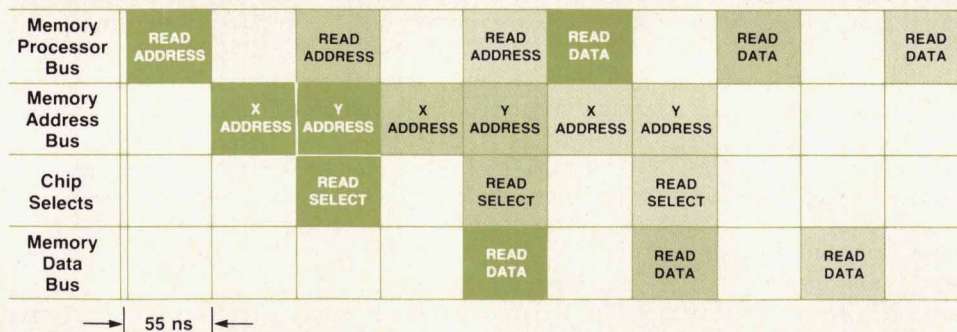 Memory
Processor
Bus
READ
ADDRESS
READ
ADDRESS
READ
ADDRESS
READ
DATA
READ
DATA
READ
DATA
Memory
Address
Bus
X
ADDRESS
Y
ADDRESS
X
ADDRESS
Y
ADDRESS
X
ADDRESS
Y
ADDRESS
Chip
Selects
READ
SELECT
READ
SELECT
READ
SELECT
Memory
Data
Bus
READ
DATA
READ
DATA
READ
DATA
55 ns